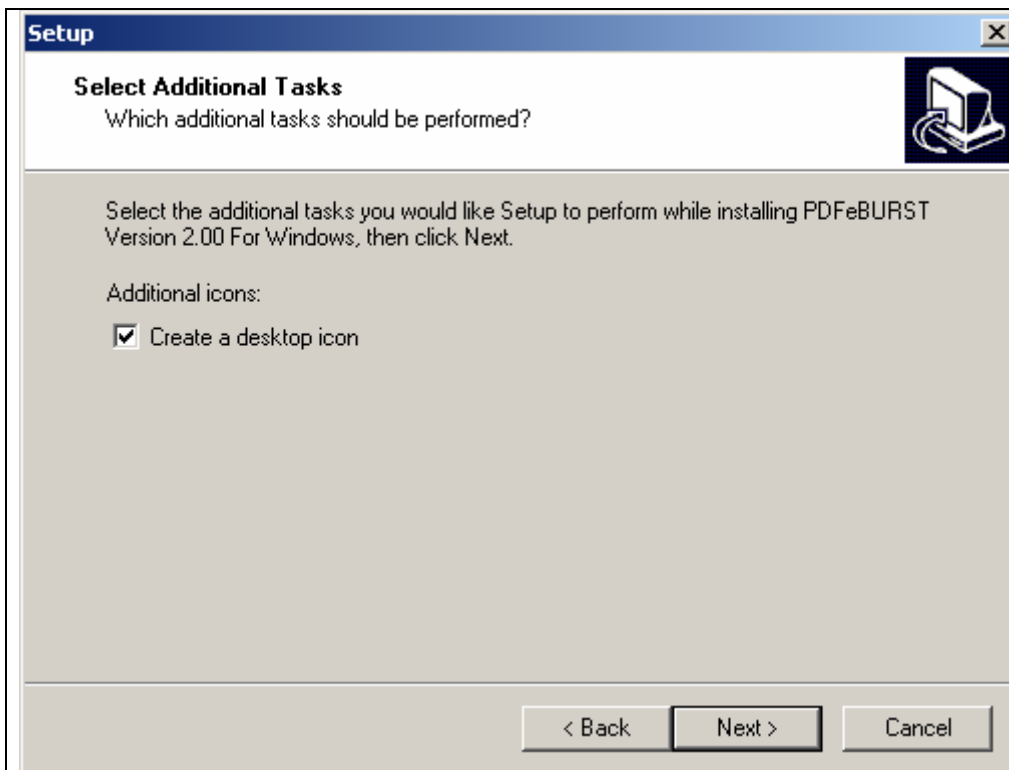 Setup
Select Additional Tasks
Which additional tasks should be performed?
Select the additional tasks you would like Setup to perform while installing PDFeBURST
Version 2.00 For Windows, then click Next.
Additional icons:
Create a desktop icon
< Back Next > Cancel